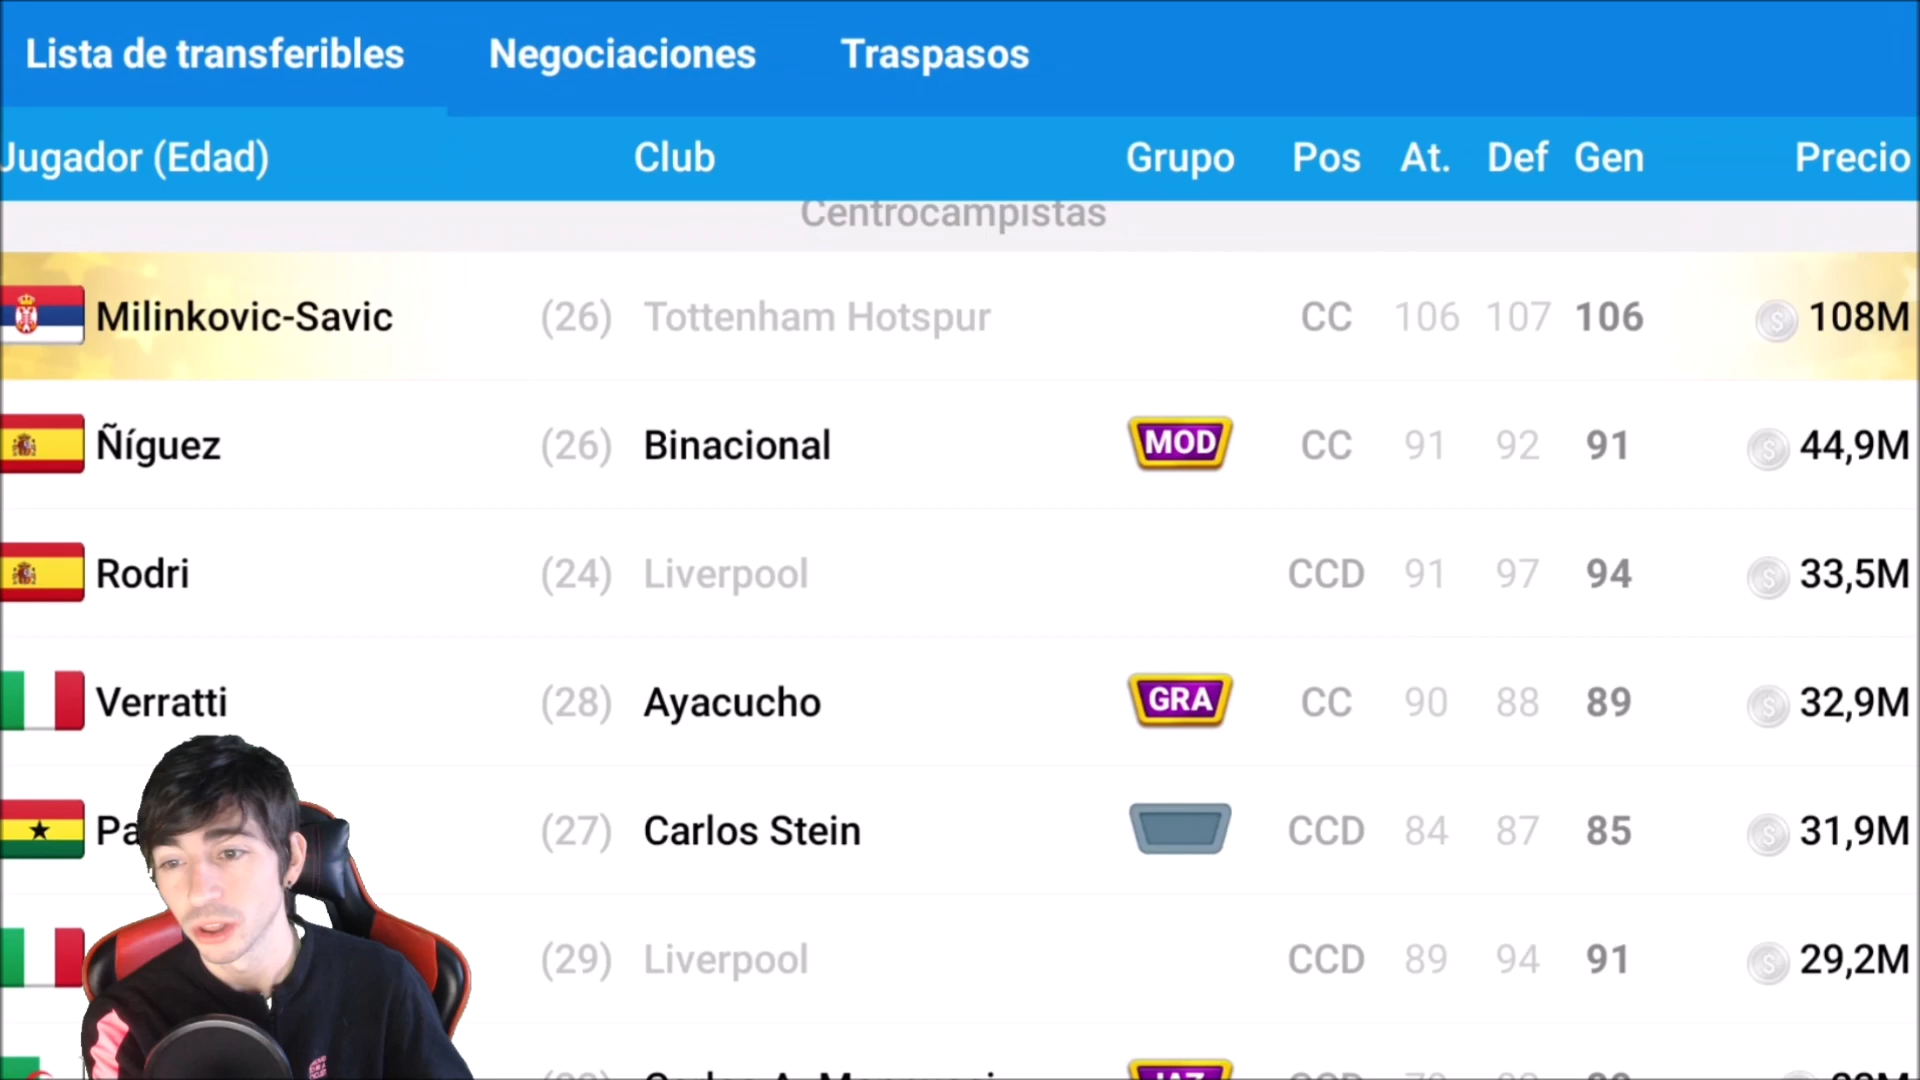 Lista de transferibles Negociaciones Traspasos
Jugador (Edad) Club Grupo Pos At. Def Gen Precio
Centrocampistas
Milinkovic-Savic (26) Tottenham Hotspur CC 106 107 106 108M
Ñíguez (26) Binacional MOD CC 91 92 91 44,9M
Rodri (24) Liverpool CCD 91 97 94 33,5M
Verratti (28) Ayacucho GRA CC 90 88 89 32,9M
(27) Carlos Stein CCD 84 87 85 31,9M
(29) Liverpool CCD 89 94 91 29,2M